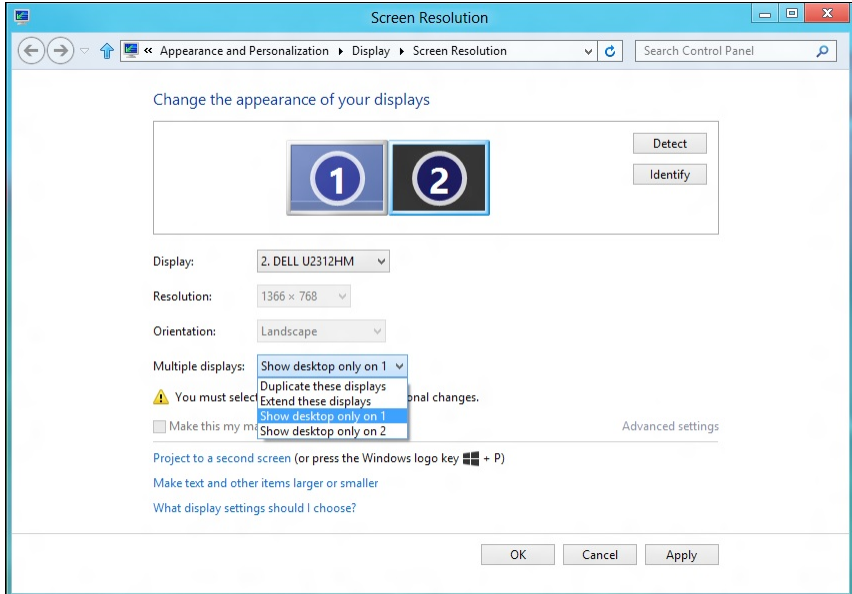 Screen Resolution
« Appearance and Personalization Display Screen Resolution
Search Control Panel
Change the appearance of your displays
1 2
Detect
Identify
Display: 2. DELL U2312HM
Resolution: 1366 × 768
Orientation: Landscape
Multiple displays: Show desktop only on 1
Duplicate these displays
You must select onal changes.
Extend these displays
Show desktop only on 1
Make this my ma
Advanced settings
Show desktop only on 2
Project to a second screen (or press the Windows logo key + P)
Make text and other items larger or smaller
What display settings should I choose?
OK Cancel Apply